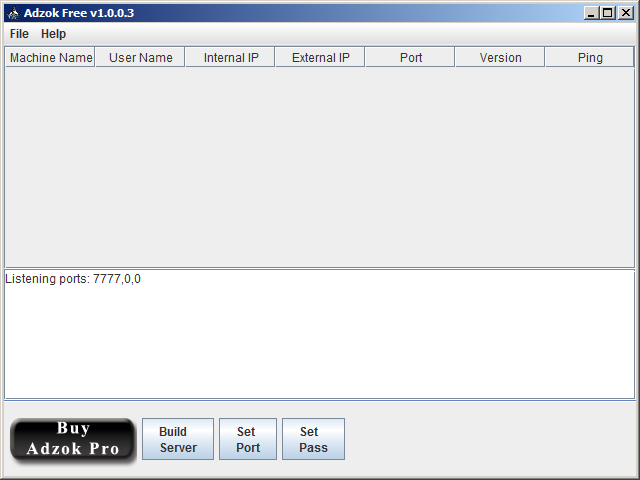 Adzok Free v1.0.0.3
File Help
Machine Name User Name Internal IP External IP Port Version Ping
Listening ports: 7777,0,0
Buy
Adzok Pro
Build
Server
Set
Port
Set
Pass